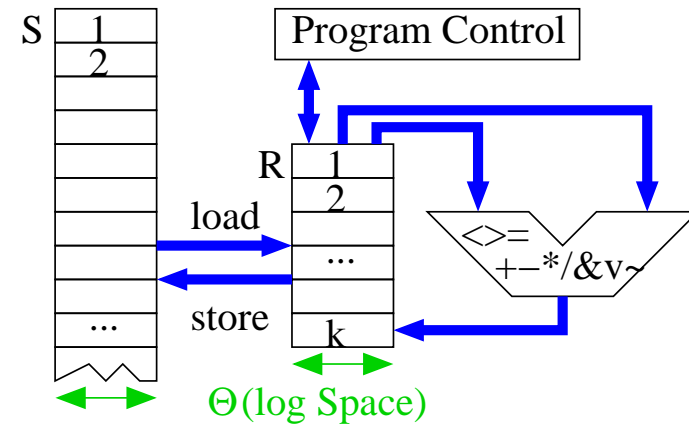 S
1
2
...
Program Control
R
1
2
...
k
load
store
<>=
+−*/&v~
Θ(log Space)